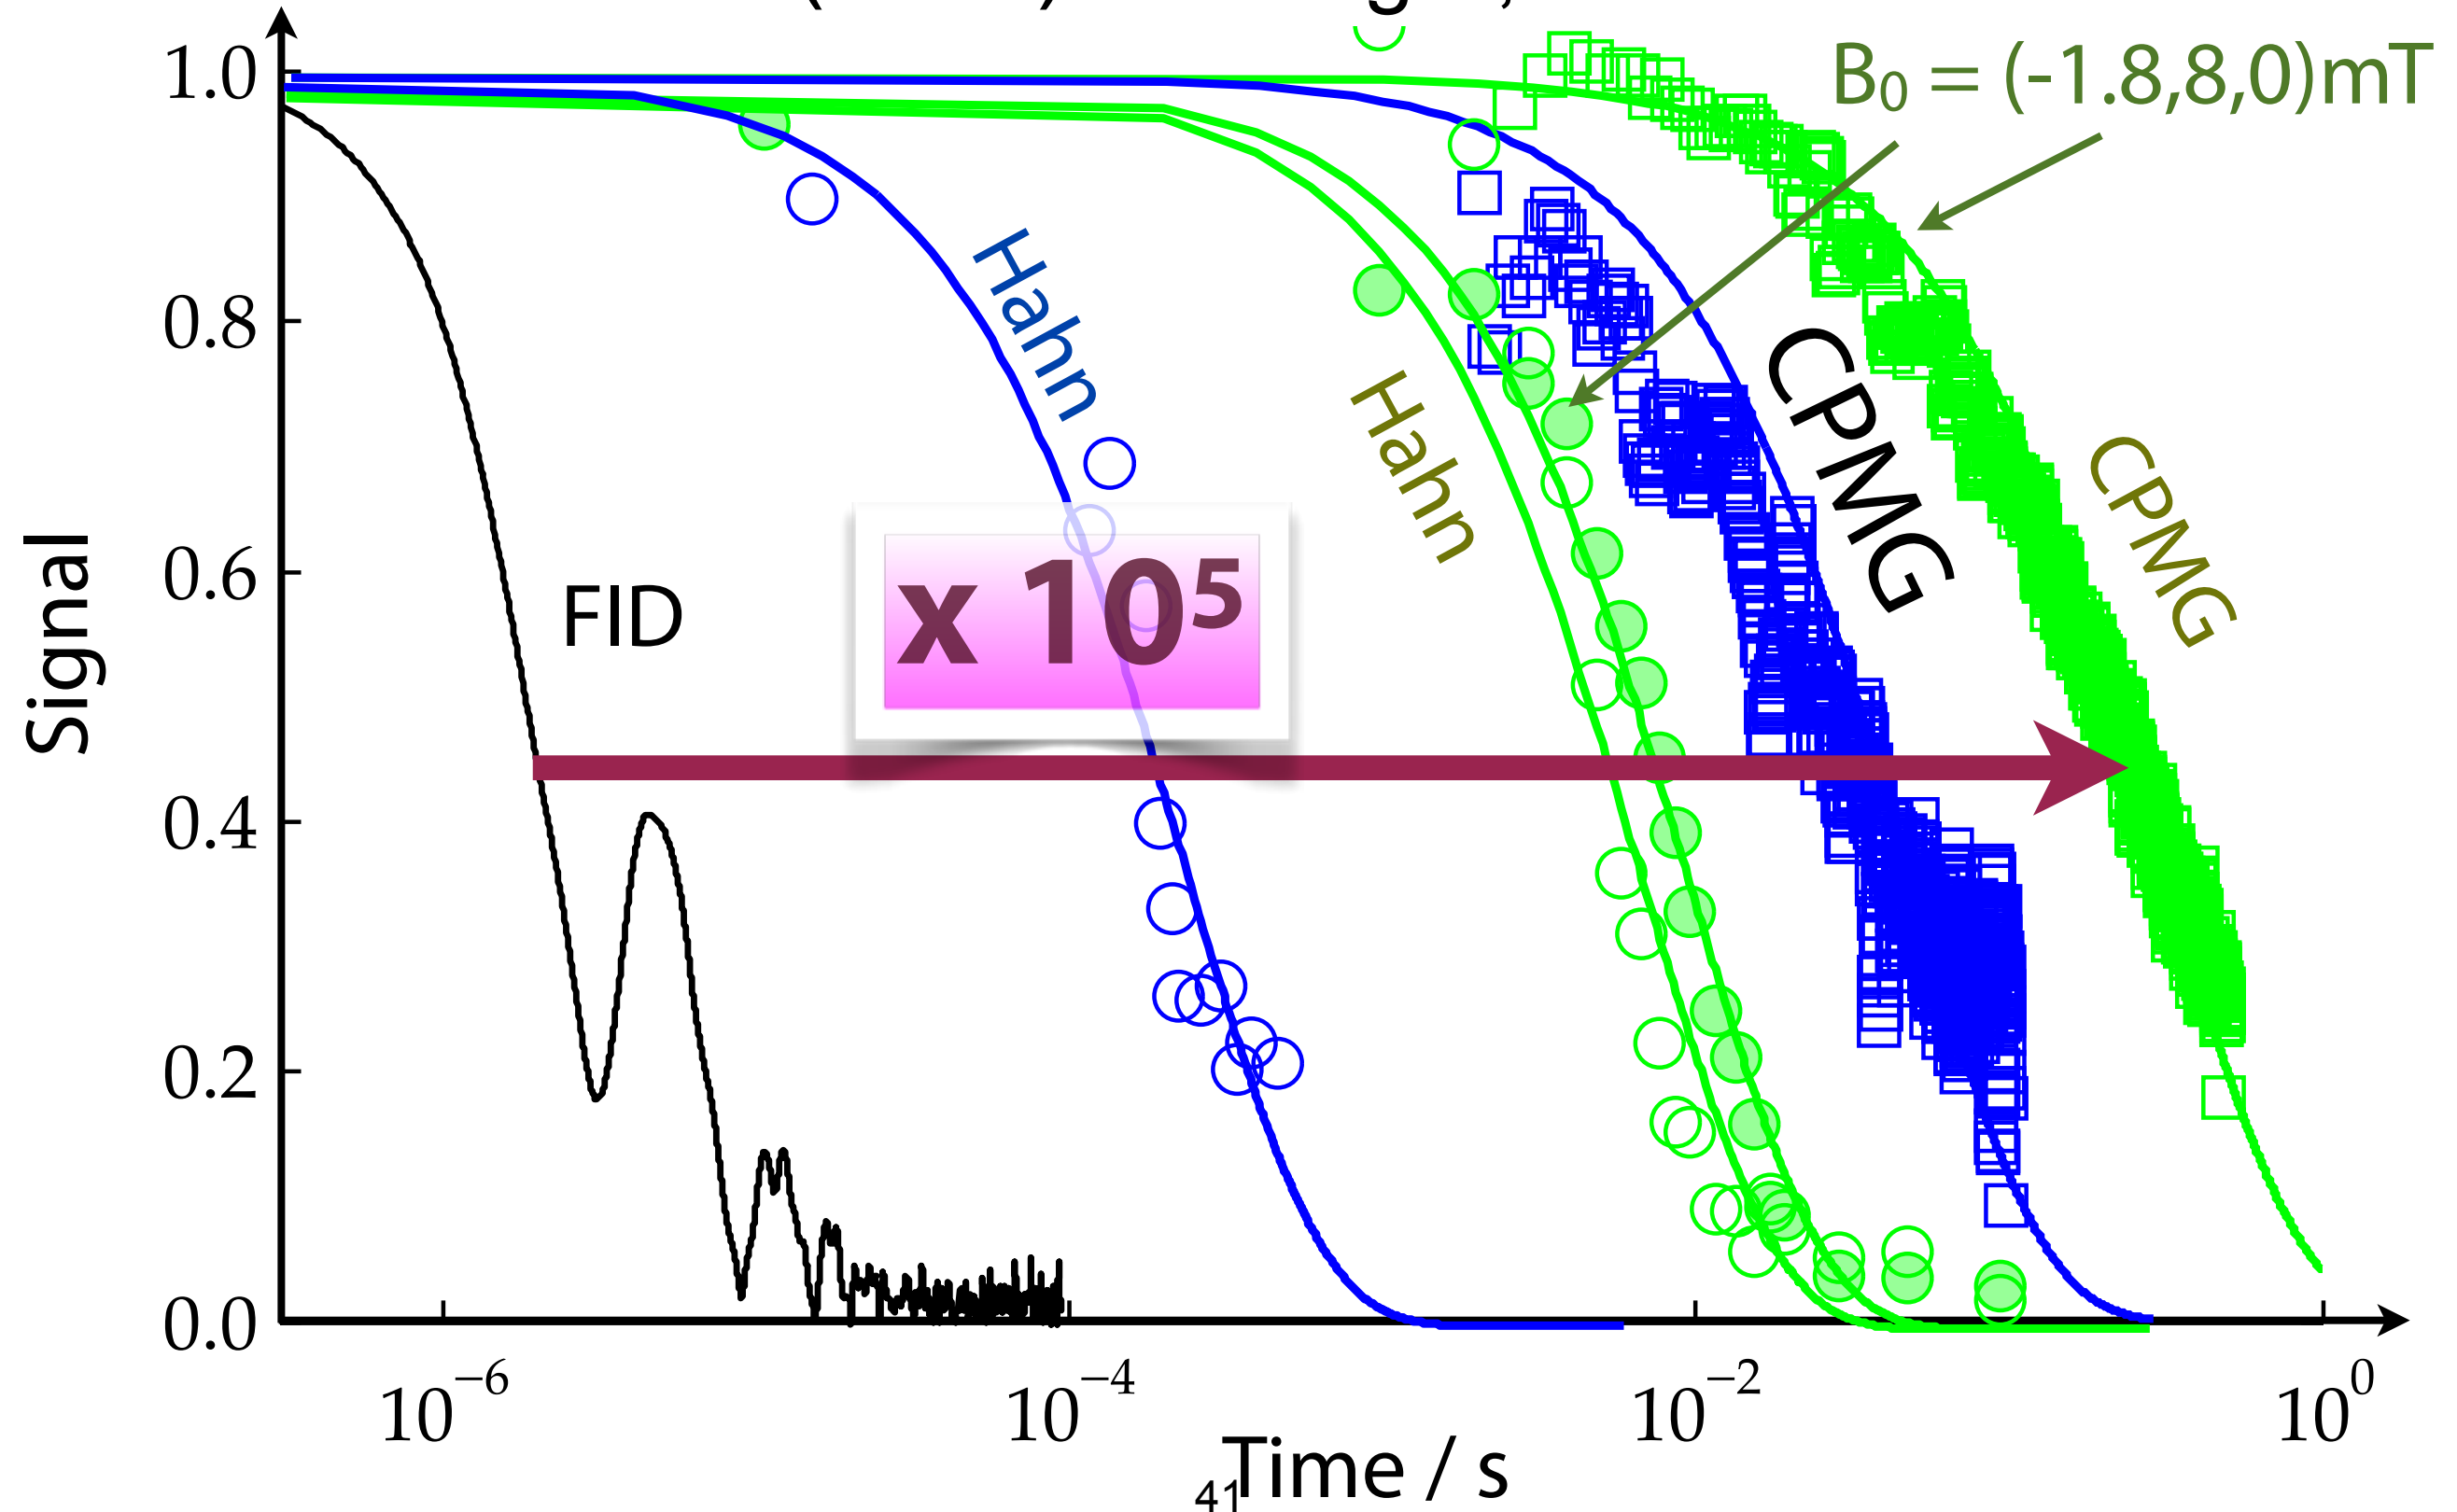 1.0
B₀ = (-1.8,8,0)mT
0.8
0.6
0.4
0.2
0.0
Signal
Hahn
Hahn
CPMG
CPMG
FID
x 10⁵
10⁻⁶
10⁻⁴
10⁻²
10⁰
Time / s
41